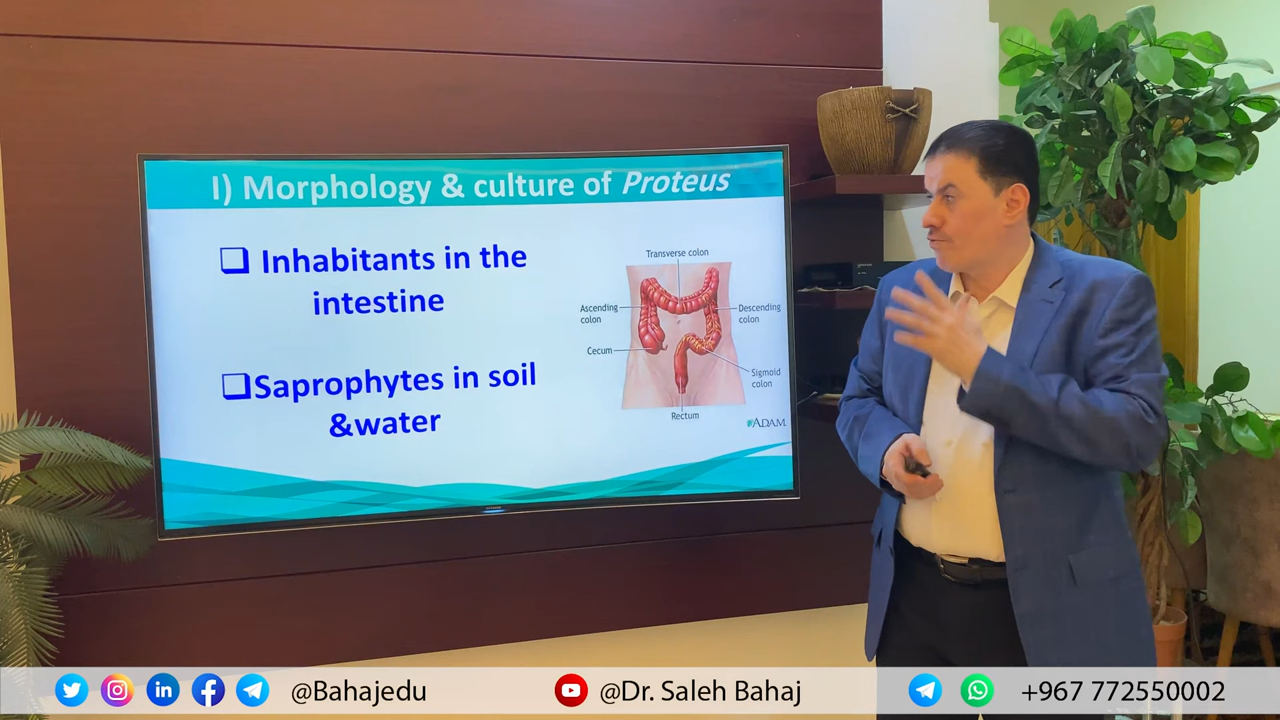 I) Morphology & culture of Proteus
❑ Inhabitants in the
intestine
❑Saprophytes in soil
&water
Transverse colon
Ascending
colon
Descending
colon
Cecum
Sigmoid
colon
Rectum
ADAM
@Bahajedu
@Dr. Saleh Bahaj
+967 772550002